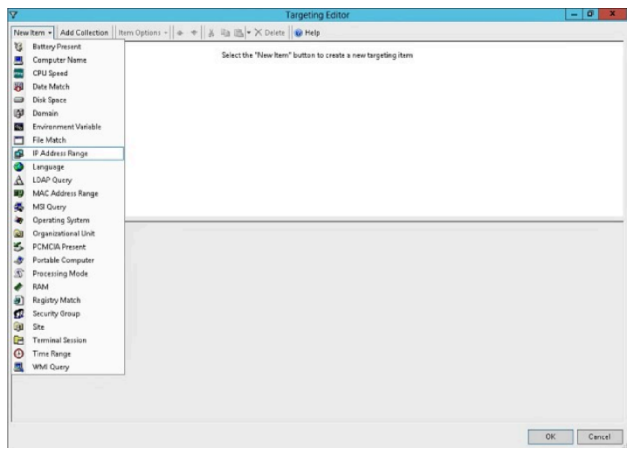 Targeting Editor
New Item Add Collection Item Options Delete Help
Select the "New Item" button to create a new targeting item
Battery Present
Computer Name
CPU Speed
Date Match
Disk Space
Domain
Environment Variable
File Match
IP Address Range
Language
LDAP Query
MAC Address Range
MSI Query
Operating System
Organizational Unit
PCMCIA Present
Portable Computer
Processing Mode
RAM
Registry Match
Security Group
Site
Terminal Session
Time Range
WMI Query
OK Cancel